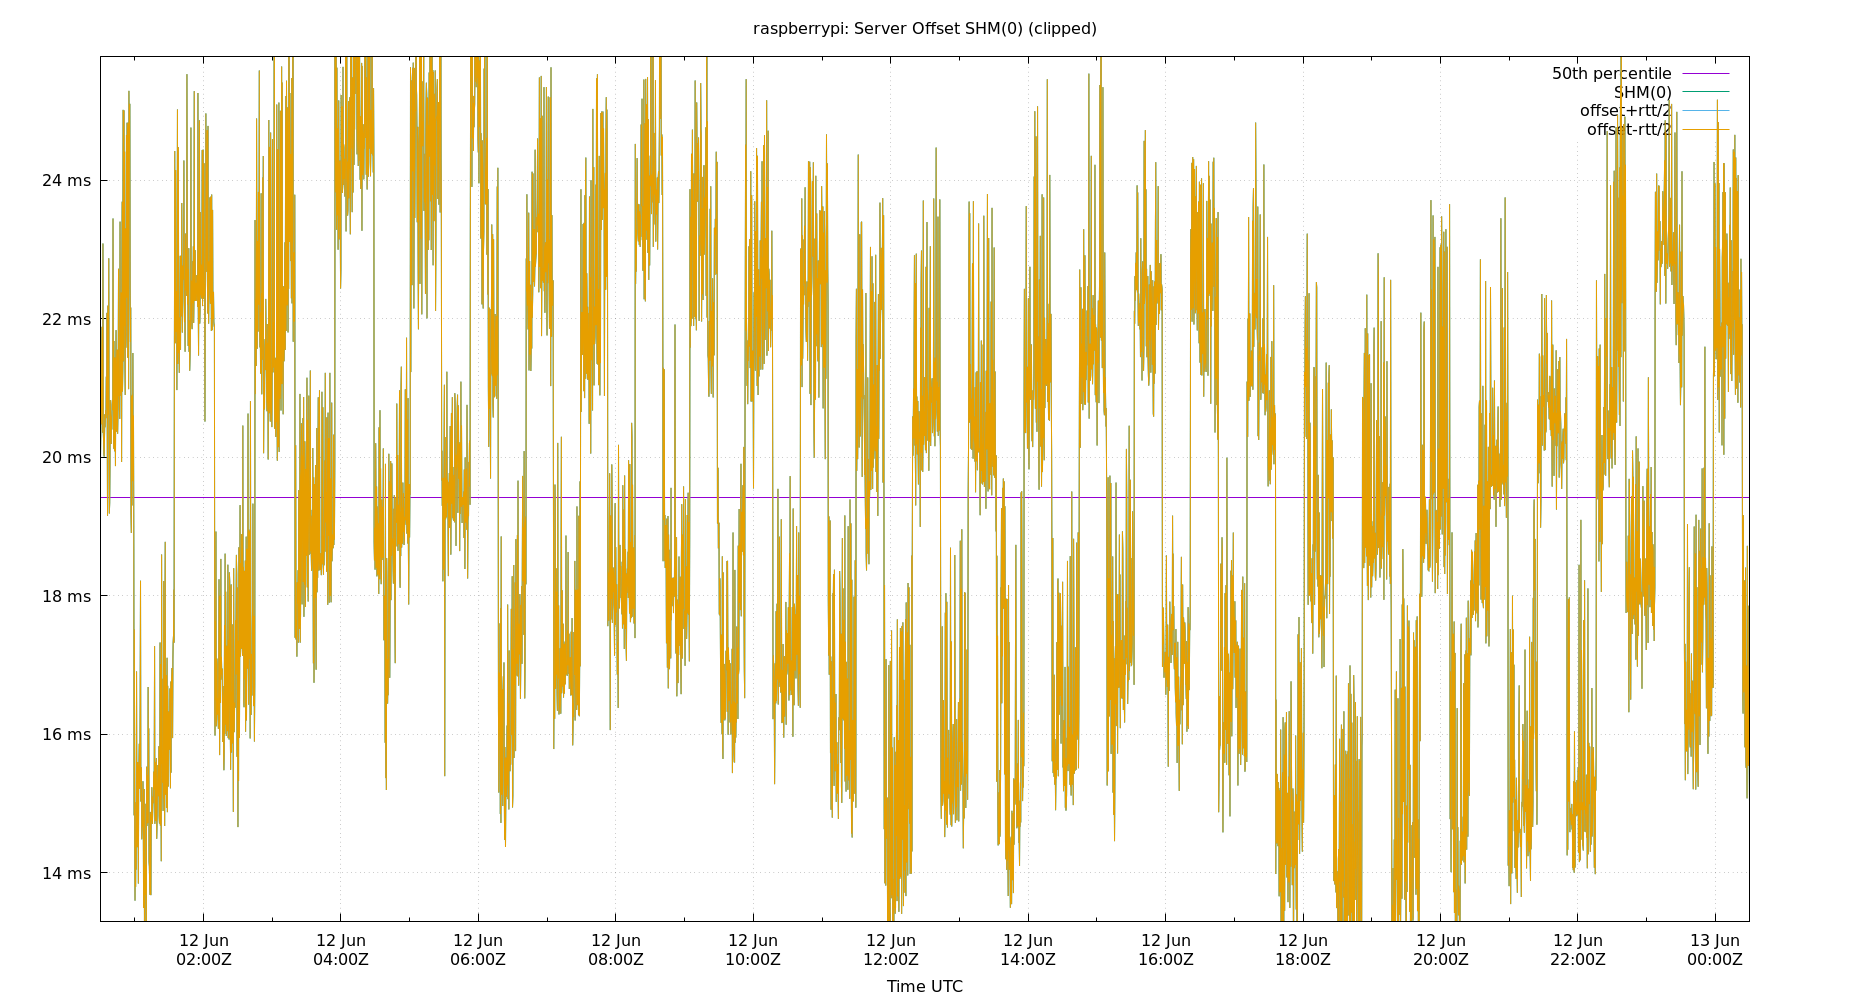 raspberrypi: Server Offset SHM(0) (clipped)
50th percentile
SHM(0)
offset+rtt/2
offset-rtt/2
24 ms
22 ms
20 ms
18 ms
16 ms
14 ms
12 Jun 12 Jun 12 Jun 12 Jun 12 Jun 12 Jun 12 Jun 12 Jun 12 Jun 12 Jun 12 Jun 13 Jun
02:00Z 04:00Z 06:00Z 08:00Z 10:00Z 12:00Z 14:00Z 16:00Z 18:00Z 20:00Z 22:00Z 00:00Z
Time UTC